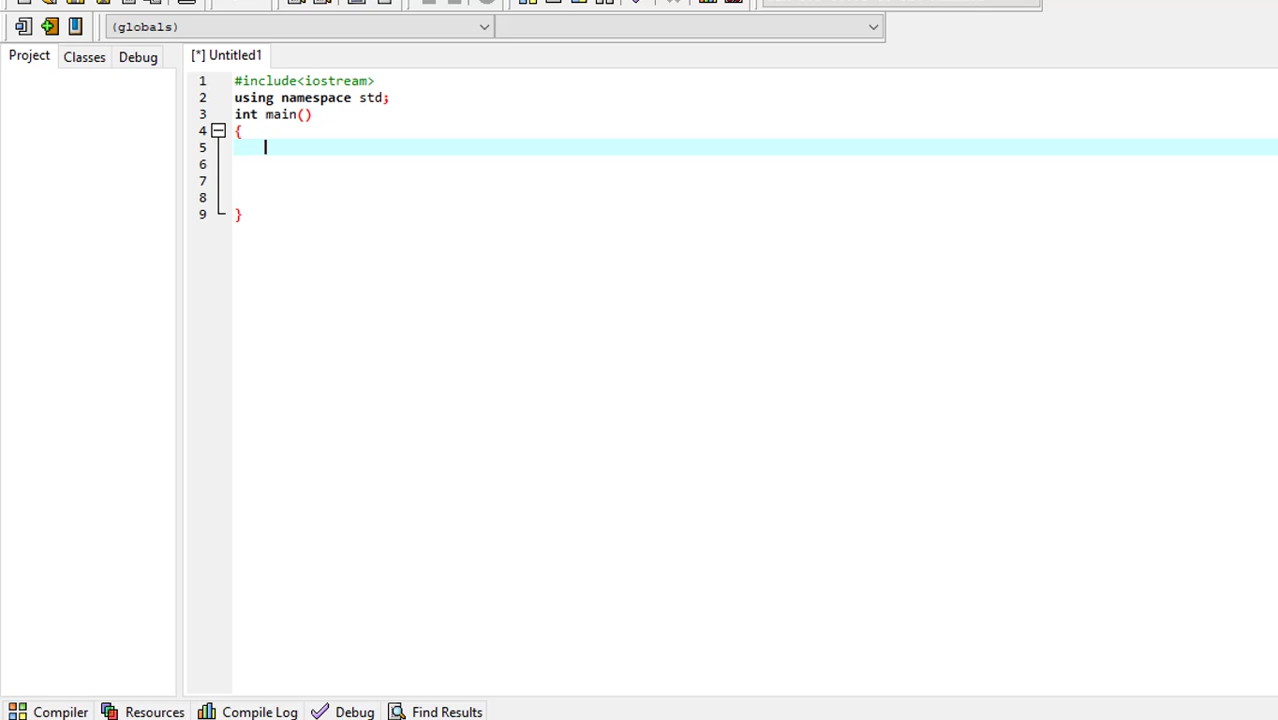 (globals)
Project Classes Debug [*] Untitled1
1 #include<iostream>
2 using namespace std;
3 int main()
4 {
5
6
7
8
9 }
Compiler Resources Compile Log Debug Find Results